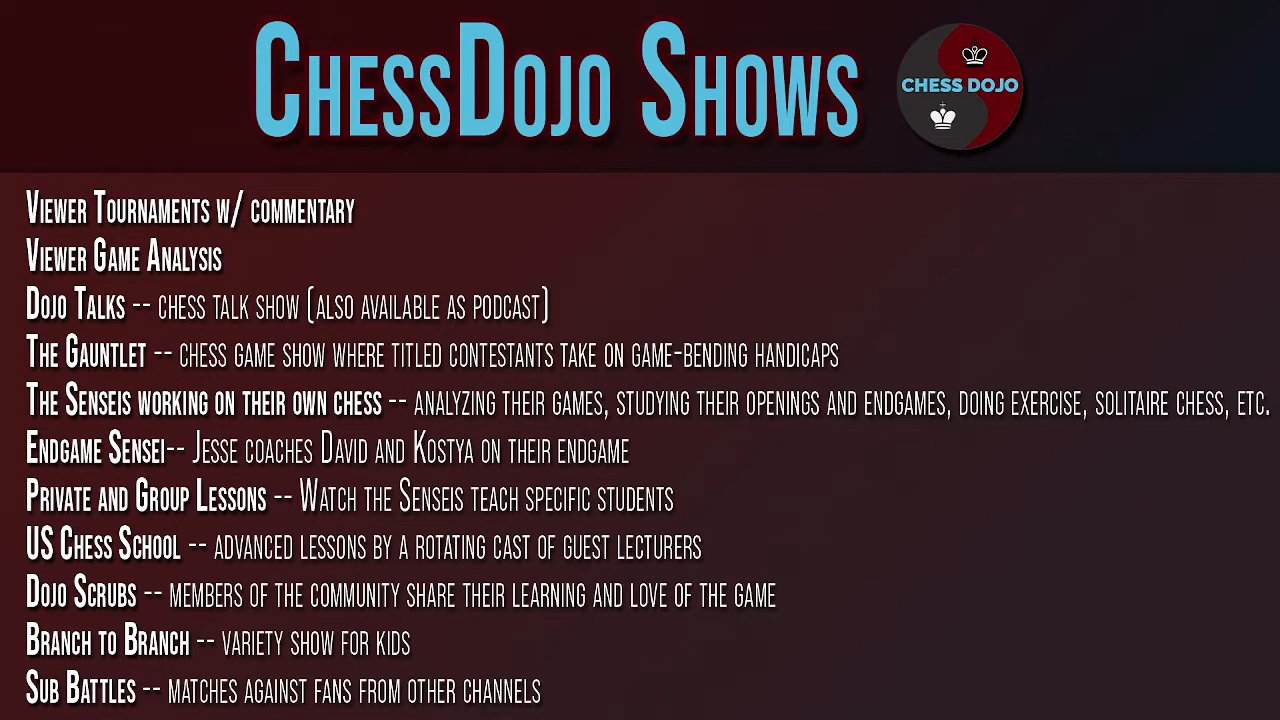 ChessDojo Shows
CHESS DOJO
Viewer Tournaments w/ commentary
Viewer Game Analysis
Dojo Talks -- chess talk show (also available as podcast)
The Gauntlet -- chess game show where titled contestants take on game-bending handicaps
The Senseis working on their own chess -- analyzing their games, studying their openings and endgames, doing exercise, solitaire chess, etc.
Endgame Sensei-- Jesse coaches David and Kostya on their endgame
Private and Group Lessons -- Watch the Senseis teach specific students
US Chess School -- advanced lessons by a rotating cast of guest lecturers
Dojo Scrubs -- members of the community share their learning and love of the game
Branch to Branch -- variety show for kids
Sub Battles -- matches against fans from other channels